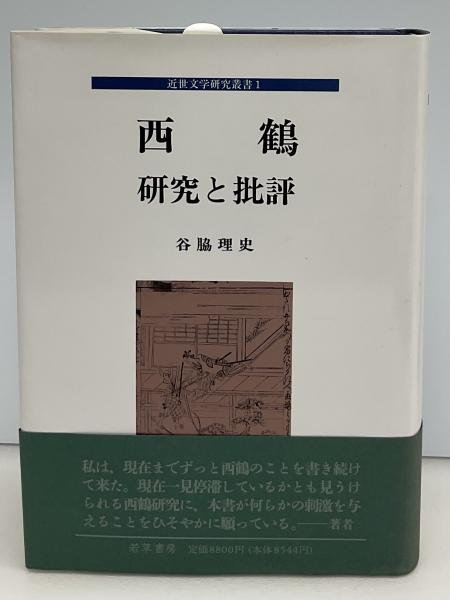 近世文学研究叢書1
西鶴
研究と批評
谷脇理史
私は、現在までずっと西鶴のことを書き続け
て来た。現在一見停滞しているかとも見うけ
られる西鶴研究に、本書が何らかの刺激を与
えることをひそやかに願っている。──著者
若草書房 定価8800円(本体8544円)